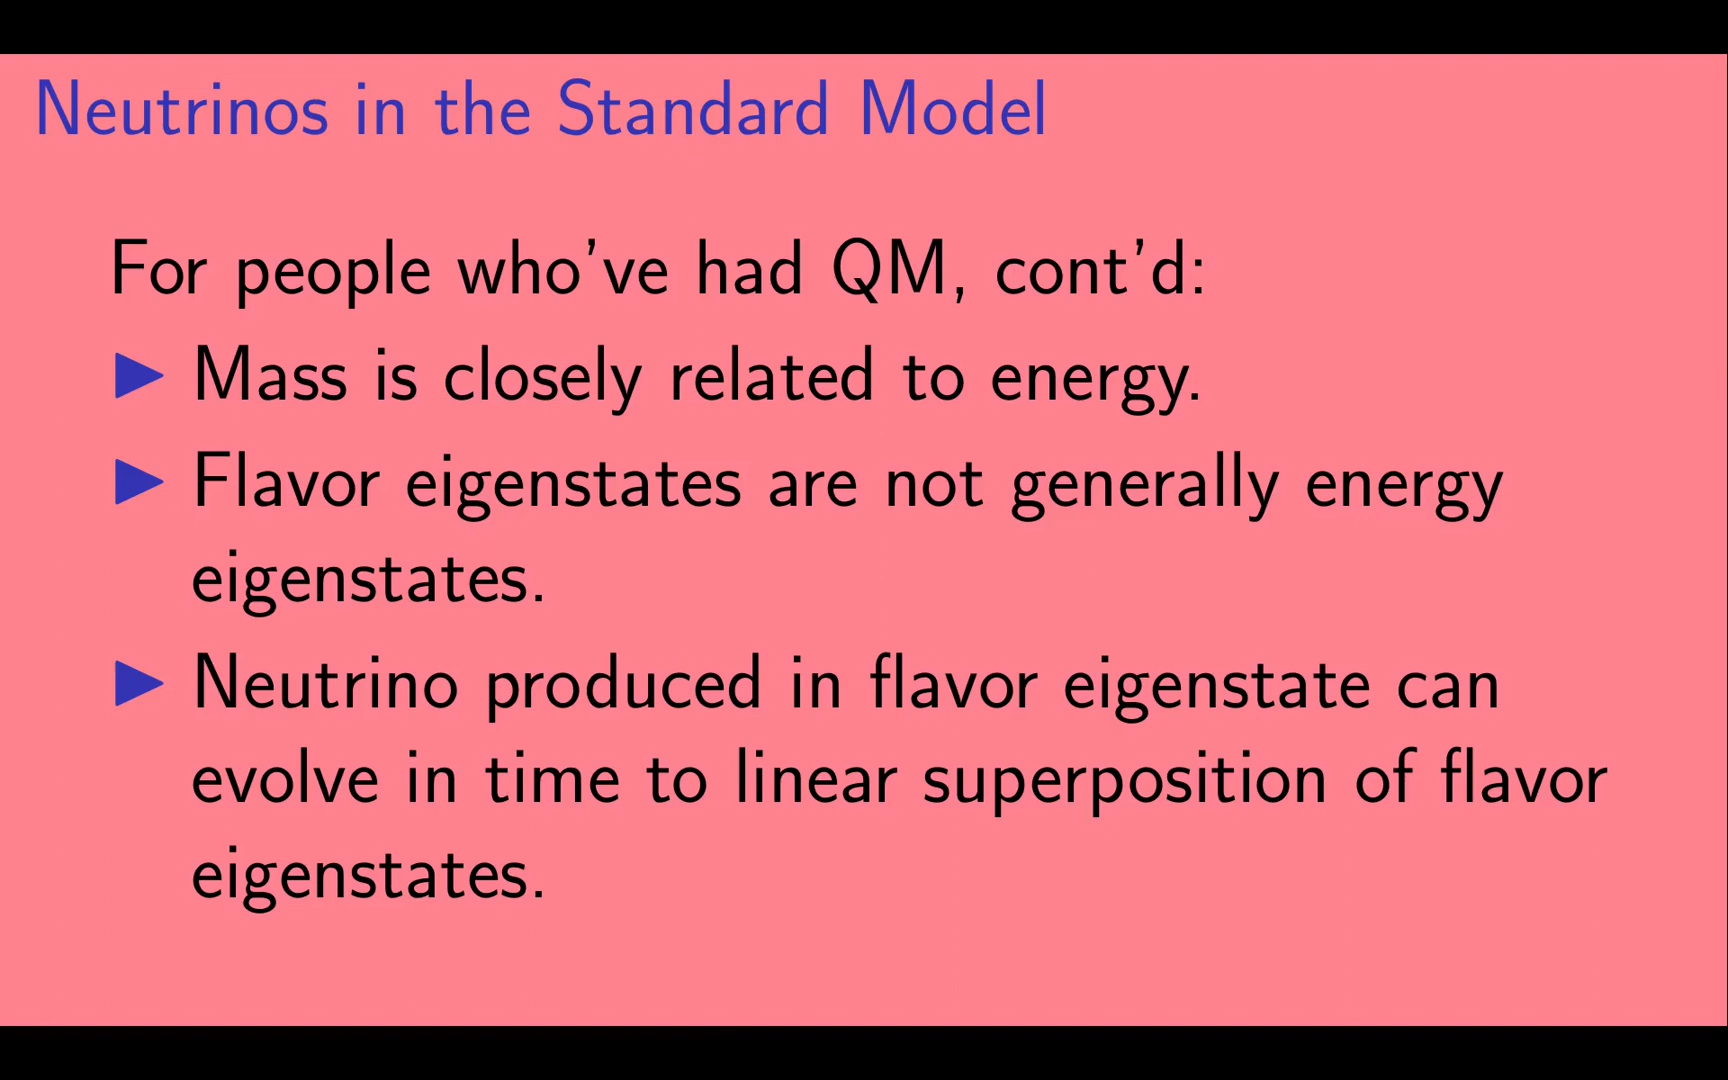 Neutrinos in the Standard Model
For people who've had QM, cont'd:
▶ Mass is closely related to energy.
▶ Flavor eigenstates are not generally energy
eigenstates.
▶ Neutrino produced in flavor eigenstate can
evolve in time to linear superposition of flavor
eigenstates.